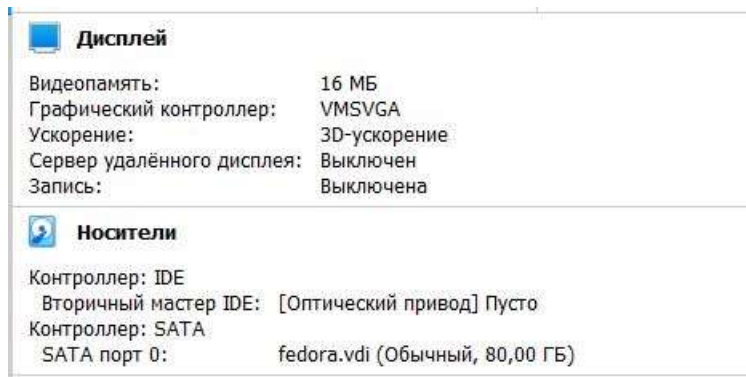 Дисплей
Видеопамять: 16 МБ
Графический контроллер: VMSVGA
Ускорение: 3D-ускорение
Сервер удалённого дисплея: Выключен
Запись: Выключена
Носители
Контроллер: IDE
Вторичный мастер IDE: [Оптический привод] Пусто
Контроллер: SATA
SATA порт 0: fedora.vdi (Обычный, 80,00 ГБ)